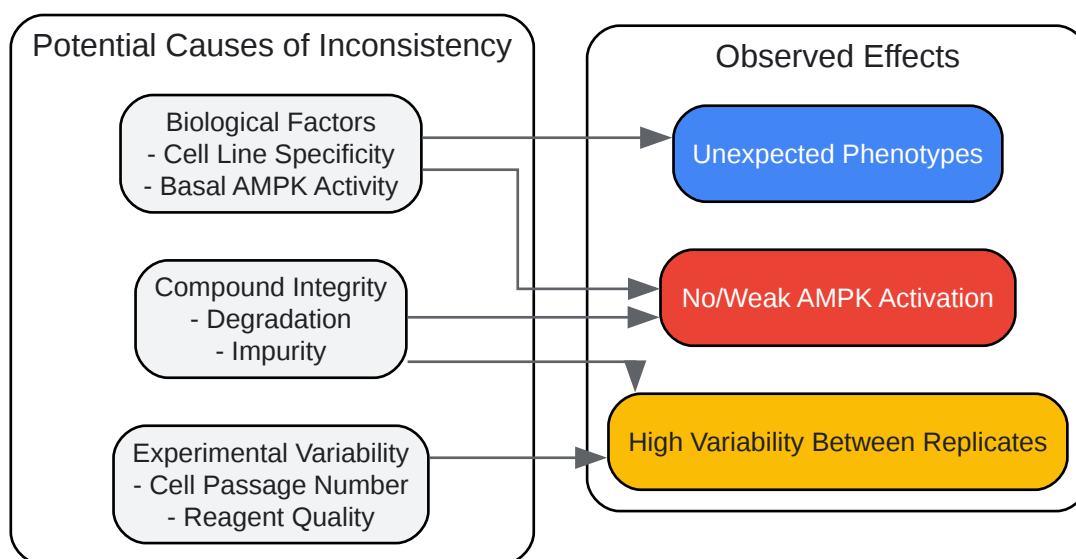 Potential Causes of Inconsistency
Biological Factors
- Cell Line Specificity
- Basal AMPK Activity
Compound Integrity
- Degradation
- Impurity
Experimental Variability
- Cell Passage Number
- Reagent Quality
Observed Effects
Unexpected Phenotypes
No/Weak AMPK Activation
High Variability Between Replicates